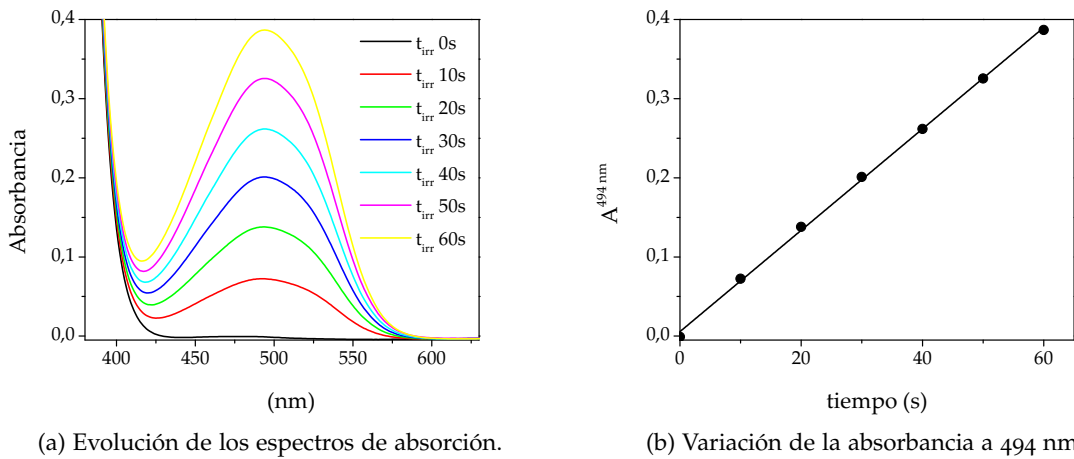 0,4
0,3
0,2
0,1
0,0
Absorbancia
400
450
500
550
600
(nm)
t_irr 0s
t_irr 10s
t_irr 20s
t_irr 30s
t_irr 40s
t_irr 50s
t_irr 60s
(a) Evolución de los espectros de absorción.
0,4
0,3
0,2
0,1
0,0
A^494 nm
0
20
40
60
tiempo (s)
(b) Variación de la absorbancia a 494 nm